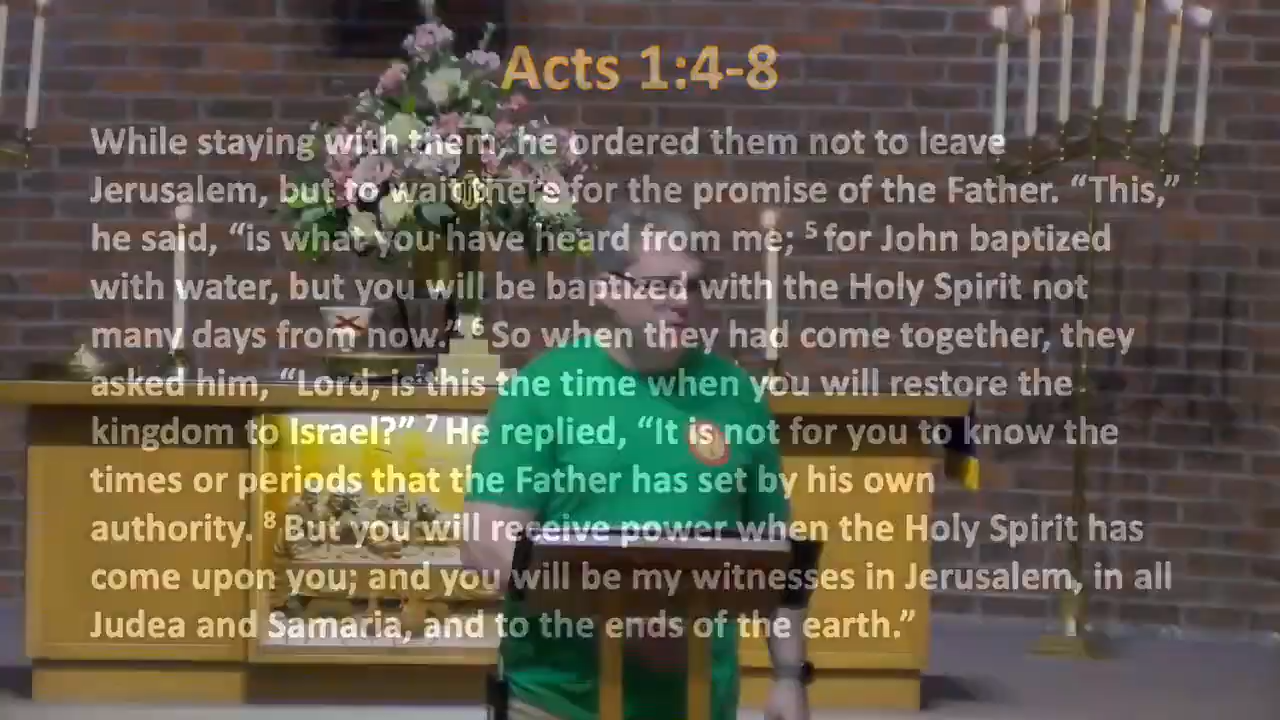 Acts 1:4-8
While staying with them, he ordered them not to leave
Jerusalem, but to wait there for the promise of the Father. “This,”
he said, “is what you have heard from me; 5 for John baptized
with water, but you will be baptized with the Holy Spirit not
many days from now.” 6 So when they had come together, they
asked him, “Lord, is this the time when you will restore the
kingdom to Israel?” 7 He replied, “It is not for you to know the
times or periods that the Father has set by his own
authority. 8 But you will receive power when the Holy Spirit has
come upon you; and you will be my witnesses in Jerusalem, in all
Judea and Samaria, and to the ends of the earth.”